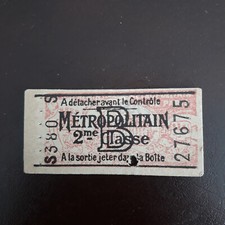 A détacher avant le Contrôle
MÉTROPOLITAIN
B
2me Classe
A la sortie jeter dans la Boîte
S380 S
27675